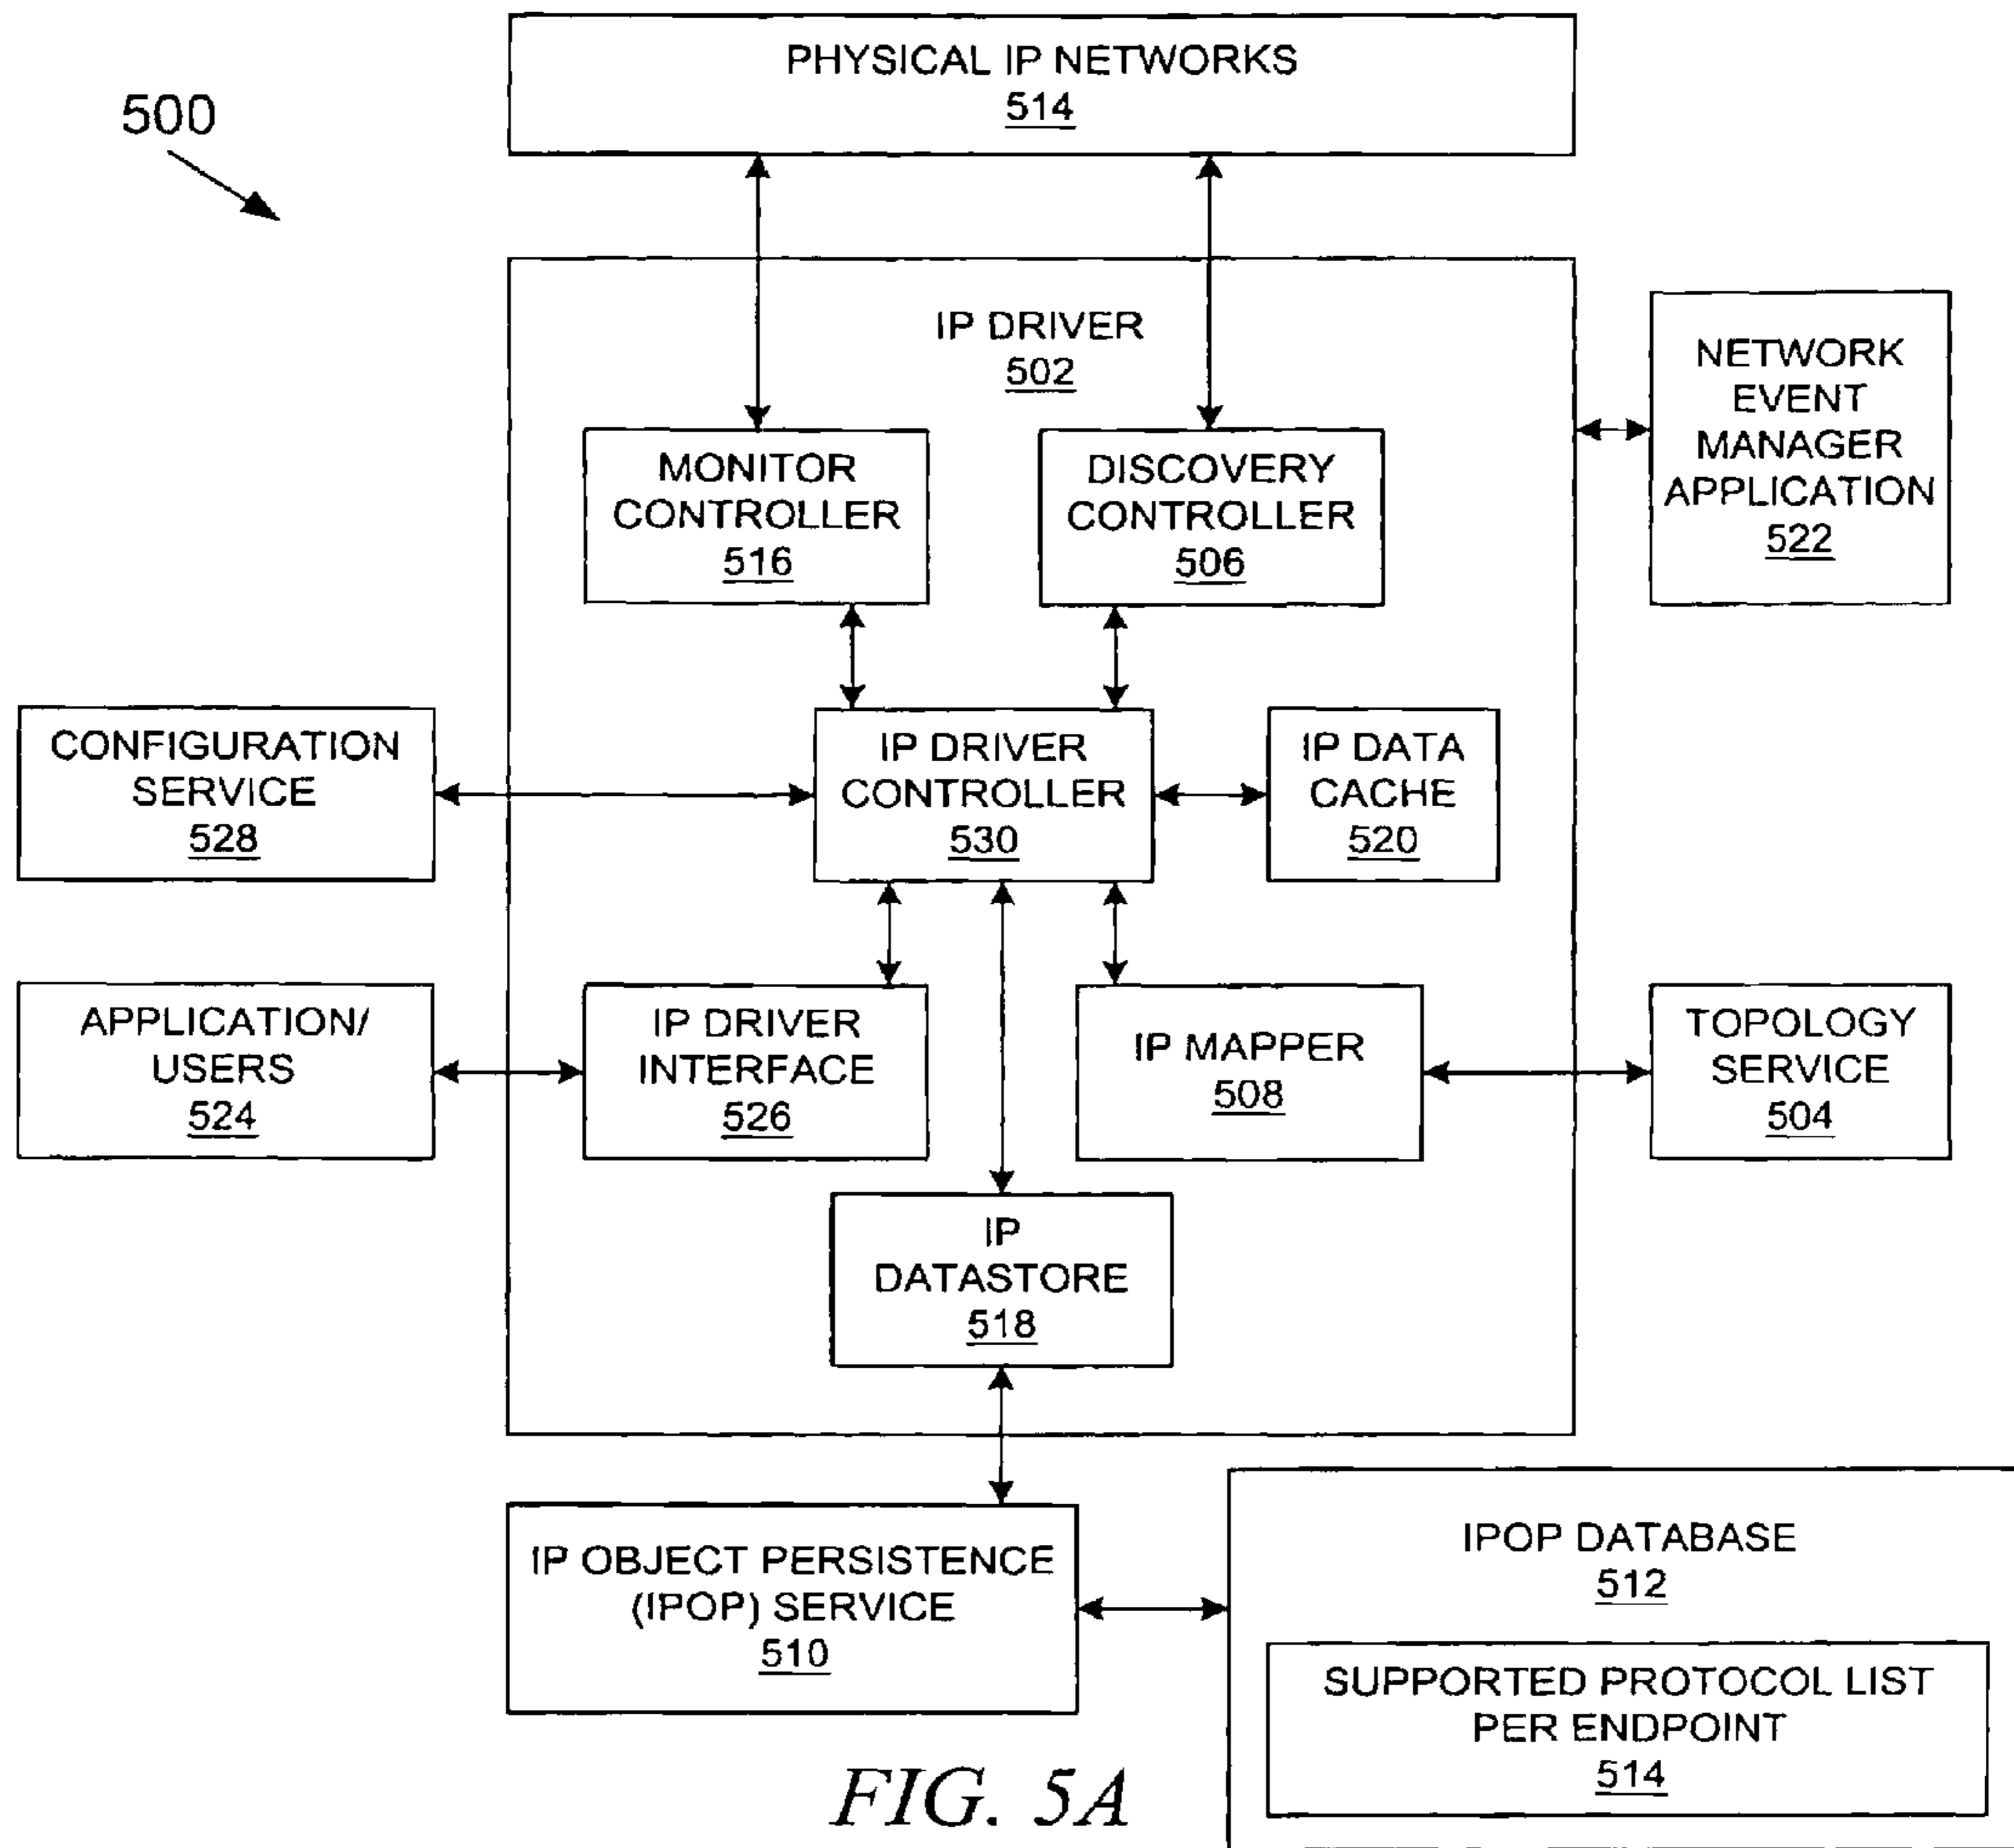 PHYSICAL IP NETWORKS
514
500
IP DRIVER
502
NETWORK
EVENT
MANAGER
APPLICATION
522
MONITOR
CONTROLLER
516
DISCOVERY
CONTROLLER
506
CONFIGURATION
SERVICE
528
IP DRIVER
CONTROLLER
530
IP DATA
CACHE
520
APPLICATION/
USERS
524
IP DRIVER
INTERFACE
526
IP MAPPER
508
TOPOLOGY
SERVICE
504
IP
DATASTORE
518
IP OBJECT PERSISTENCE
(IPOP) SERVICE
510
IPOP DATABASE
512
SUPPORTED PROTOCOL LIST
PER ENDPOINT
514
FIG. 5A